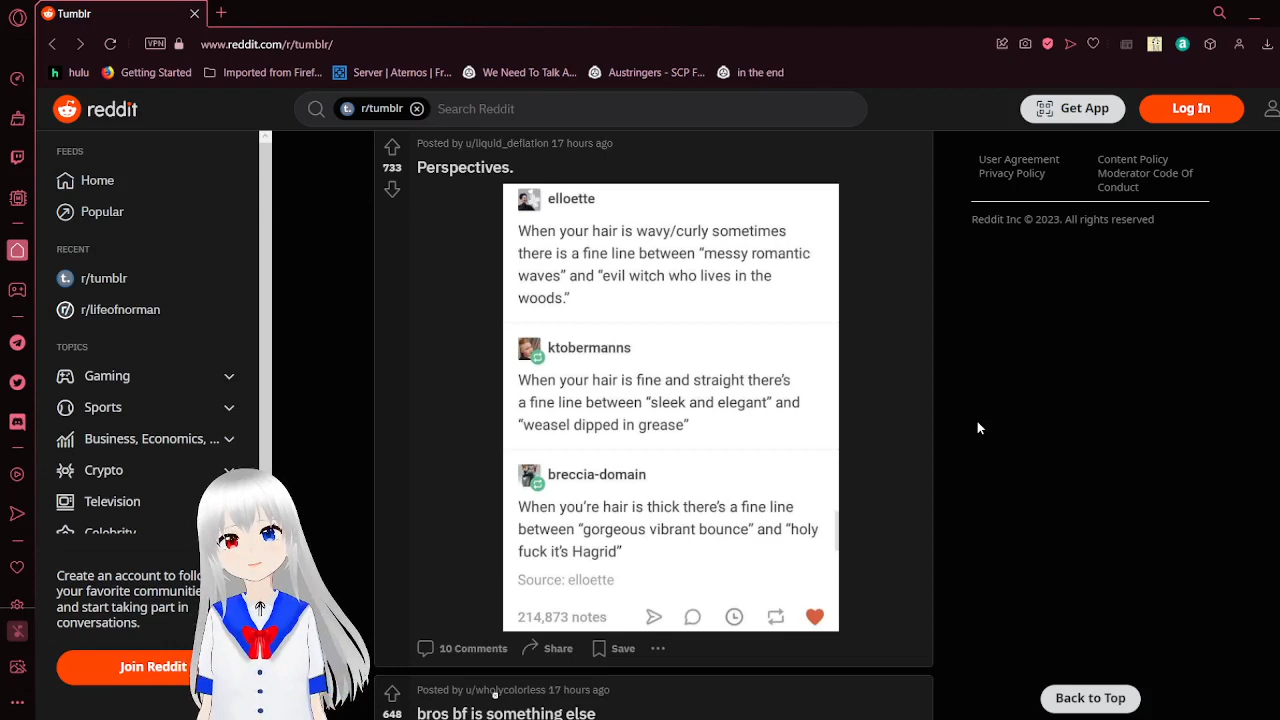 Tumblr
VPN
www.reddit.com/r/tumblr/
hulu
Getting Started
Imported from Firef...
Server | Aternos | Fr...
We Need To Talk A...
Austringers - SCP F...
in the end
reddit
r/tumblr
Search Reddit
Get App
Log In
FEEDS
Home
Popular
RECENT
r/tumblr
r/lifeofnorman
TOPICS
Gaming
Sports
Business, Economics, ...
Crypto
Television
Celebrity
Create an account to
your favorite
and start taking part in
conversations.
Join Reddit
Posted by u/liquid_deflation 17 hours ago
733
Perspectives.
elloette
When your hair is wavy/curly sometimes
there is a fine line between “messy romantic
waves” and “evil witch who lives in the
woods.”
ktobermanns
When your hair is fine and straight there’s
a fine line between “sleek and elegant” and
“weasel dipped in grease”
breccia-domain
When you’re hair is thick there’s a fine line
between “gorgeous vibrant bounce” and “holy
fuck it’s Hagrid”
Source: elloette
214,873 notes
10 Comments
Share
Save
Posted by u/wholycolorless 17 hours ago
648
bros bf is something else
User Agreement
Content Policy
Privacy Policy
Moderator Code Of
Conduct
Reddit Inc © 2023. All rights reserved
Back to Top